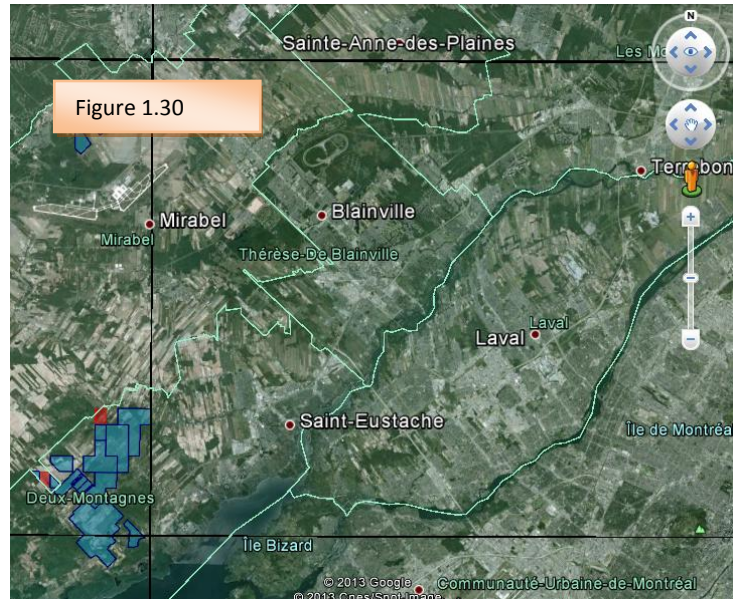 N
Sainte-Anne-des-Plaines
Les
Figure 1.30
Mirabel
Mirabel
Blainville
Thérèse-De Blainville
Laval
Laval
Saint-Eustache
Île de Montréa
Deux-Montagnes
Île Bizard
© 2013 Google
© 2013 Cnes/Spot Image
Communauté-Urbaine-de-Montréal